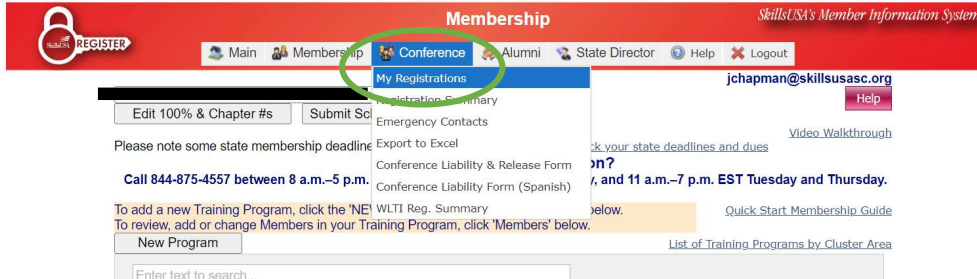 Membership
SkillsUSA's Member Information System
SkillsUSA REGISTER
Main Membership Conference Alumni State Director Help Logout
My Registrations
jchapman@skillsusasc.org
Registration Summary
Help
Edit 100% & Chapter #s Submit
Emergency Contacts
Video Walkthrough
Export to Excel
Please note some state membership deadline your state deadlines and dues
Conference Liability & Release Form
Call 844-875-4557 between 8 a.m.–5 p.m. and 11 a.m.–7 p.m. EST Tuesday and Thursday.
Conference Liability Form (Spanish)
WLTI Reg. Summary
To add a new Training Program, click the 'NE below. Quick Start Membership Guide
To review, add or change Members in your Training Program, click 'Members' below.
New Program List of Training Programs by Cluster Area
Enter text to search...